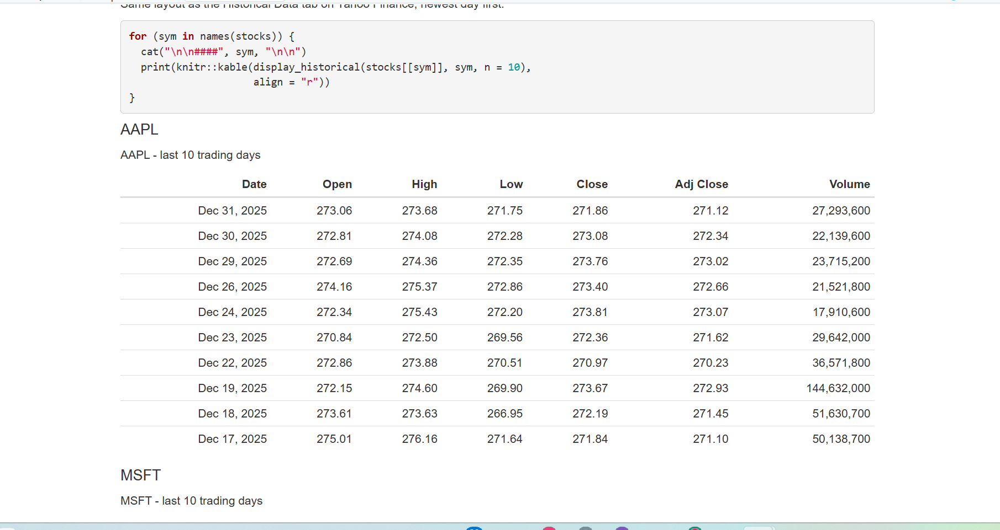 Same layout as the Historical Data tab on Yahoo Finance, newest day first.
for (sym in names(stocks)) {
  cat("\n\n####", sym, "\n\n")
  print(knitr::kable(display_historical(stocks[[sym]], sym, n = 10),
                     align = "r"))
}
AAPL
AAPL - last 10 trading days
Date Open High Low Close Adj Close Volume
Dec 31, 2025 273.06 273.68 271.75 271.86 271.12 27,293,600
Dec 30, 2025 272.81 274.08 272.28 273.08 272.34 22,139,600
Dec 29, 2025 272.69 274.36 272.35 273.76 273.02 23,715,200
Dec 26, 2025 274.16 275.37 272.86 273.40 272.66 21,521,800
Dec 24, 2025 272.34 275.43 272.20 273.81 273.07 17,910,600
Dec 23, 2025 270.84 272.50 269.56 272.36 271.62 29,642,000
Dec 22, 2025 272.86 273.88 270.51 270.97 270.23 36,571,800
Dec 19, 2025 272.15 274.60 269.90 273.67 272.93 144,632,000
Dec 18, 2025 273.61 273.63 266.95 272.19 271.45 51,630,700
Dec 17, 2025 275.01 276.16 271.64 271.84 271.10 50,138,700
MSFT
MSFT - last 10 trading days